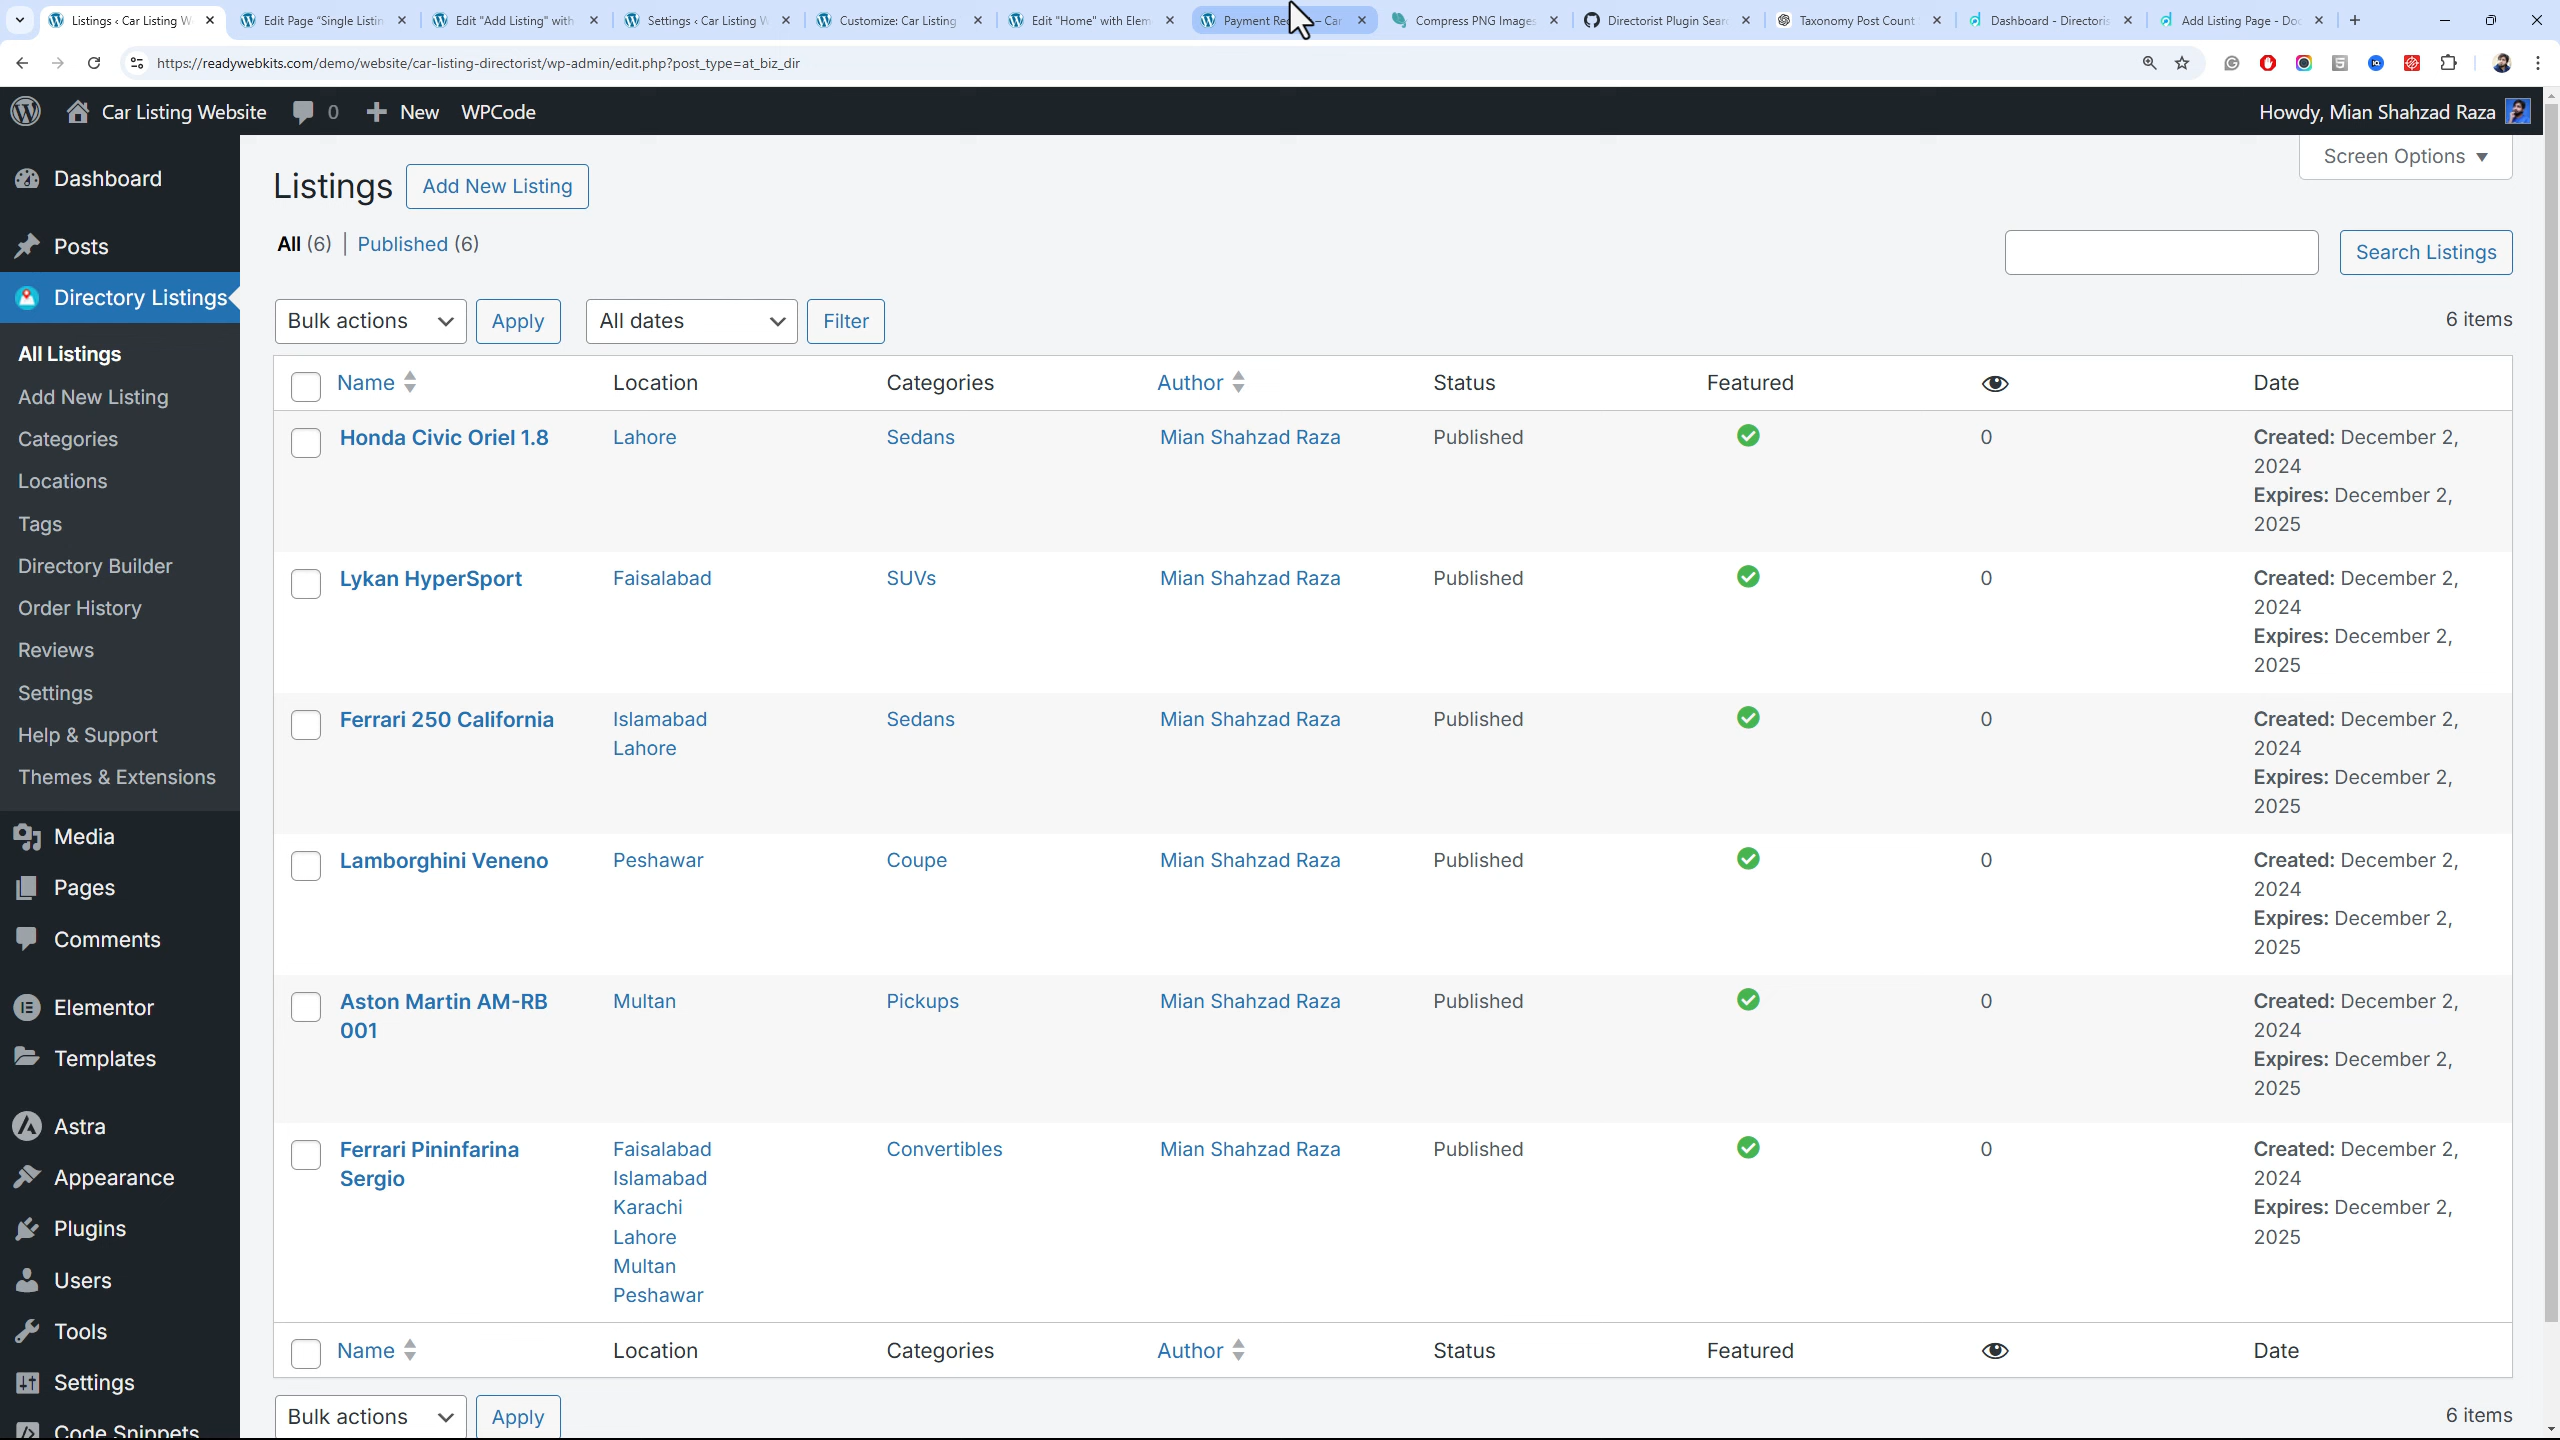 Listings ‹ Car Listing W
Edit Page "Single Listin
Edit "Add Listing" with
Settings ‹ Car Listing W
Customize: Car Listing
Edit "Home" with Elem
Payment Rec – Car
Compress PNG Images
Directorist Plugin Sear
Taxonomy Post Count
Dashboard - Directoris
Add Listing Page - Doc
https://readywebkits.com/demo/website/car-listing-directorist/wp-admin/edit.php?post_type=at_biz_dir
Car Listing Website 0 New WPCode Howdy, Mian Shahzad Raza
Dashboard
Posts
Directory Listings
All Listings
Add New Listing
Categories
Locations
Tags
Directory Builder
Order History
Reviews
Settings
Help & Support
Themes & Extensions
Media
Pages
Comments
Elementor
Templates
Astra
Appearance
Plugins
Users
Tools
Settings
Code Snippets
Screen Options
Listings Add New Listing
All (6) | Published (6)
Search Listings
Bulk actions Apply All dates Filter 6 items
Name Location Categories Author Status Featured Date
Honda Civic Oriel 1.8 Lahore Sedans Mian Shahzad Raza Published 0 Created: December 2,
2024
Expires: December 2,
2025
Lykan HyperSport Faisalabad SUVs Mian Shahzad Raza Published 0 Created: December 2,
2024
Expires: December 2,
2025
Ferrari 250 California Islamabad Sedans Mian Shahzad Raza Published 0 Created: December 2,
Lahore 2024
Expires: December 2,
2025
Lamborghini Veneno Peshawar Coupe Mian Shahzad Raza Published 0 Created: December 2,
2024
Expires: December 2,
2025
Aston Martin AM-RB Multan Pickups Mian Shahzad Raza Published 0 Created: December 2,
001 2024
Expires: December 2,
2025
Ferrari Pininfarina Faisalabad Convertibles Mian Shahzad Raza Published 0 Created: December 2,
Sergio Islamabad 2024
Karachi Expires: December 2,
Lahore 2025
Multan
Peshawar
Name Location Categories Author Status Featured Date
Bulk actions Apply 6 items